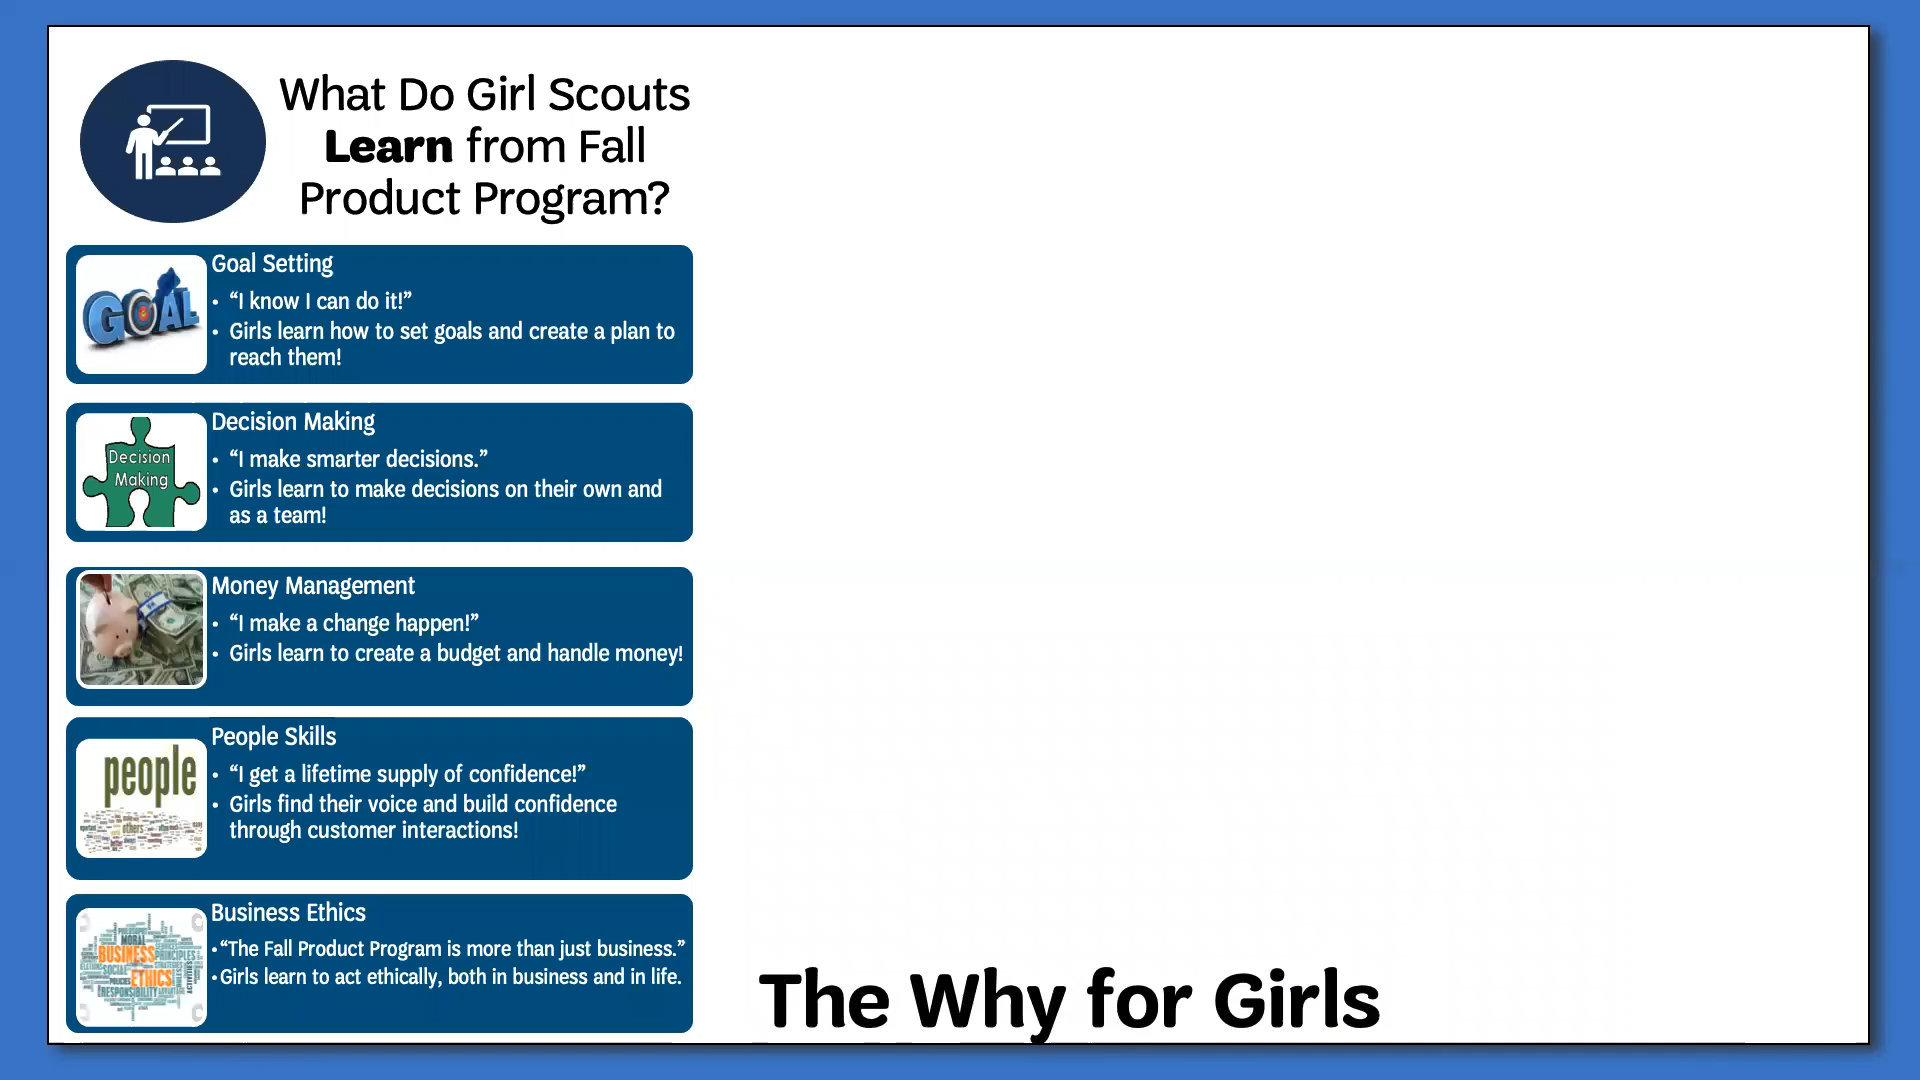 What Do Girl Scouts
Learn from Fall
Product Program?
GOAL
Goal Setting
• “I know I can do it!”
• Girls learn how to set goals and create a plan to
reach them!
Decision
Making
Decision Making
• “I make smarter decisions.”
• Girls learn to make decisions on their own and
as a team!
Money Management
• “I make a change happen!”
• Girls learn to create a budget and handle money!
people
others
People Skills
• “I get a lifetime supply of confidence!”
• Girls find their voice and build confidence
through customer interactions!
MORAL
BUSINESS
PRINCIPLES
SOCIAL
ETHICS
RESPONSIBILITY
Business Ethics
• “The Fall Product Program is more than just business.”
• Girls learn to act ethically, both in business and in life.
The Why for Girls